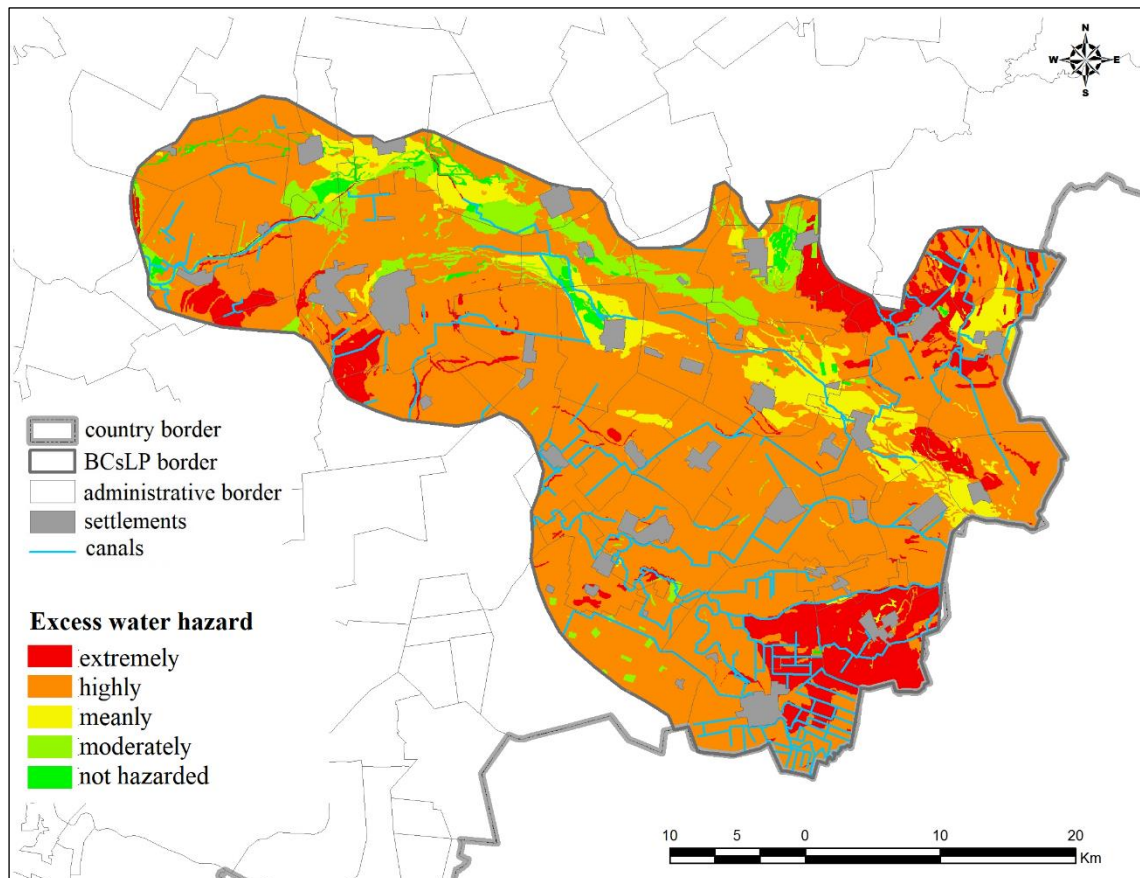 N
W E
S
country border
BCsLP border
administrative border
settlements
canals
Excess water hazard
extremely
highly
meanly
moderately
not hazarded
10 5 0 10 20
Km